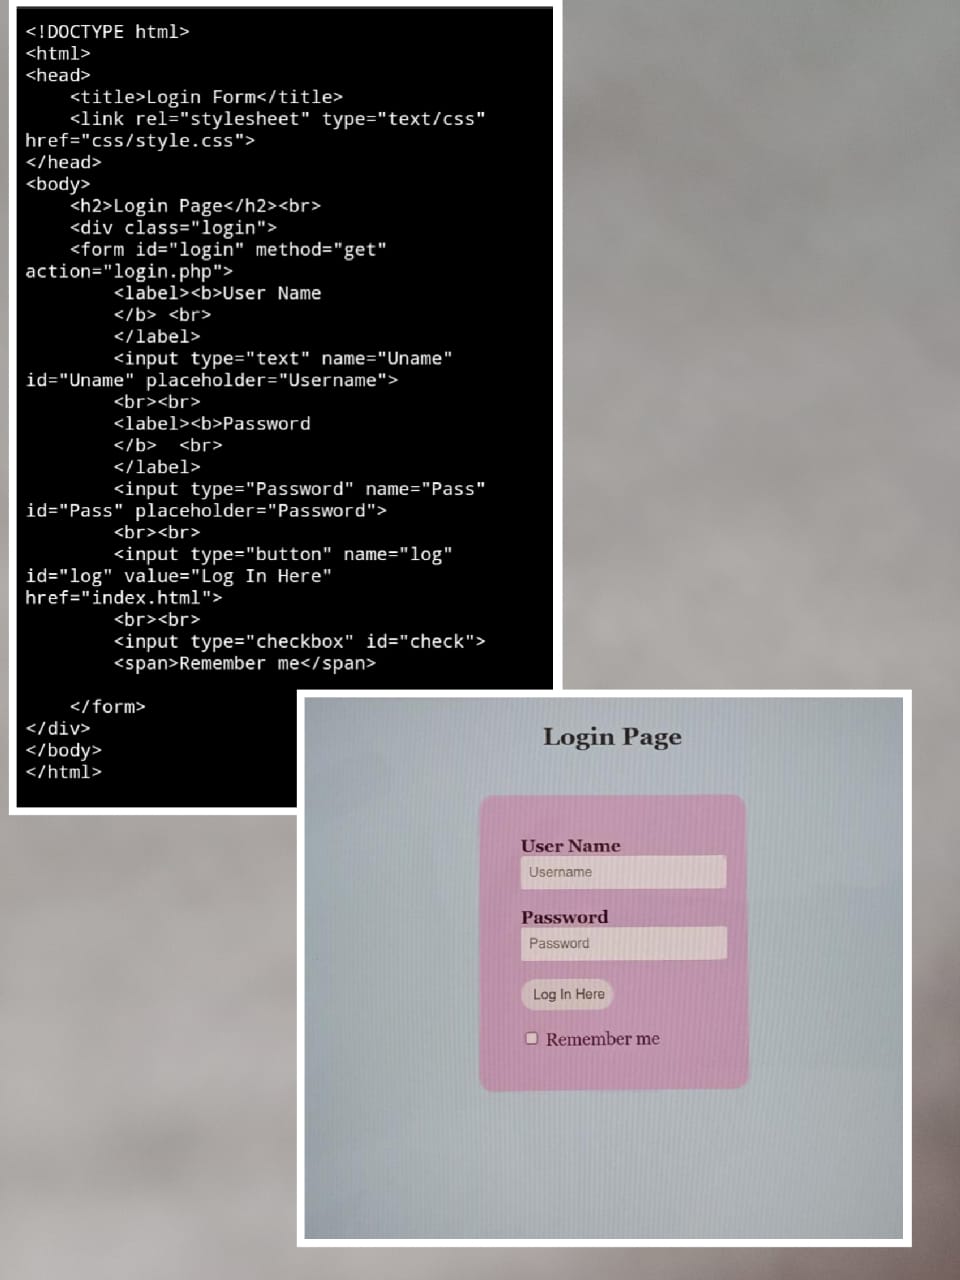 <!DOCTYPE html>
<html>
<head>
    <title>Login Form</title>
    <link rel="stylesheet" type="text/css"
href="css/style.css">
</head>
<body>
    <h2>Login Page</h2><br>
    <div class="login">
    <form id="login" method="get"
action="login.php">
        <label><b>User Name
        </b> <br>
        </label>
        <input type="text" name="Uname"
id="Uname" placeholder="Username">
        <br><br>
        <label><b>Password
        </b>  <br>
        </label>
        <input type="Password" name="Pass"
id="Pass" placeholder="Password">
        <br><br>
        <input type="button" name="log"
id="log" value="Log In Here"
href="index.html">
        <br><br>
        <input type="checkbox" id="check">
        <span>Remember me</span>
    </form>
</div>
</body>
</html>
Login Page
User Name
Username
Password
Password
Log In Here
Remember me